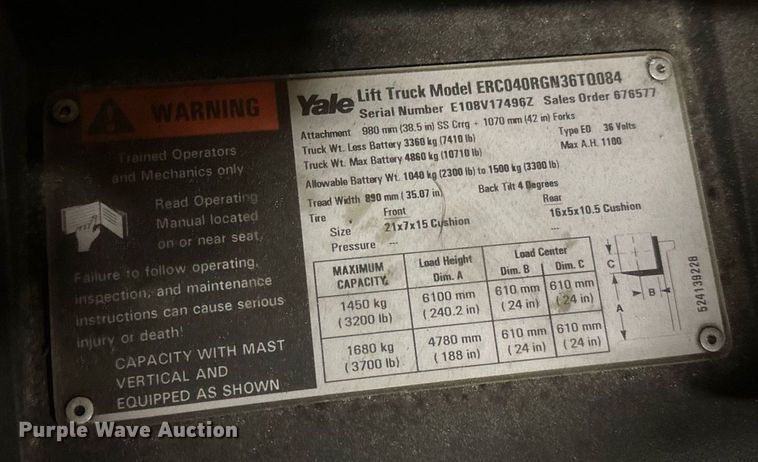 WARNING
Trained Operators
and Mechanics only
Read Operating
Manual located
on or near seat.
Failure to follow operating,
inspection, and maintenance
instructions can cause serious
injury or death!
CAPACITY WITH MAST
VERTICAL AND
EQUIPPED AS SHOWN
Yale Lift Truck Model ERC040RGN36TQ084
Serial Number E108V17496Z Sales Order 676577
Attachment 980 mm (38.5 in) SS Crrg + 1070 mm (42 in) Forks
Truck Wt. Less Battery 3360 kg (7410 lb) Type EO 36 Volts
Truck Wt. Max Battery 4860 kg (10710 lb) Max A.H. 1100
Allowable Battery Wt. 1040 kg (2300 lb) to 1500 kg (3300 lb)
Tread Width 890 mm (35.07 in) Back Tilt 4 Degrees
Tire Front Rear
Size 21x7x15 Cushion 16x5x10.5 Cushion
Pressure --- ---
MAXIMUM Load Height Load Center
CAPACITY Dim. A Dim. B Dim. C
1450 kg 6100 mm 610 mm 610 mm
(3200 lb) (240.2 in) (24 in) (24 in)
1680 kg 4780 mm 610 mm 610 mm
(3700 lb) (188 in) (24 in) (24 in)
C
B
A
524139228
Purple Wave Auction